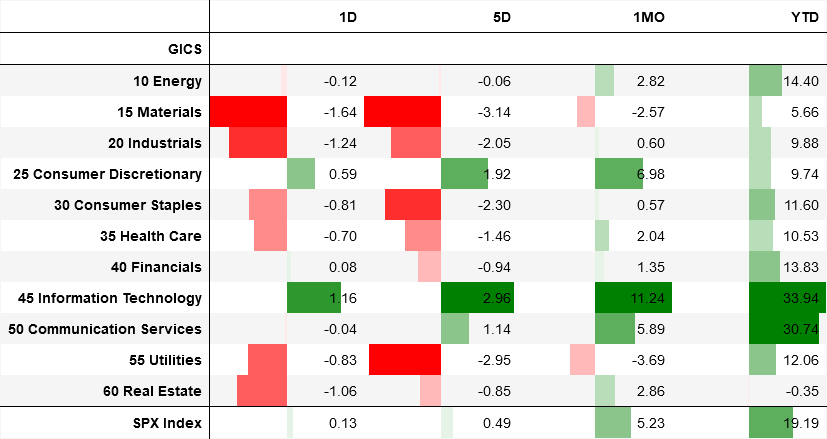 1D 5D 1MO YTD
GICS
10 Energy -0.12 -0.06 2.82 14.40
15 Materials -1.64 -3.14 -2.57 5.66
20 Industrials -1.24 -2.05 0.60 9.88
25 Consumer Discretionary 0.59 1.92 6.98 9.74
30 Consumer Staples -0.81 -2.30 0.57 11.60
35 Health Care -0.70 -1.46 2.04 10.53
40 Financials 0.08 -0.94 1.35 13.83
45 Information Technology 1.16 2.96 11.24 33.94
50 Communication Services -0.04 1.14 5.89 30.74
55 Utilities -0.83 -2.95 -3.69 12.06
60 Real Estate -1.06 -0.85 2.86 -0.35
SPX Index 0.13 0.49 5.23 19.19